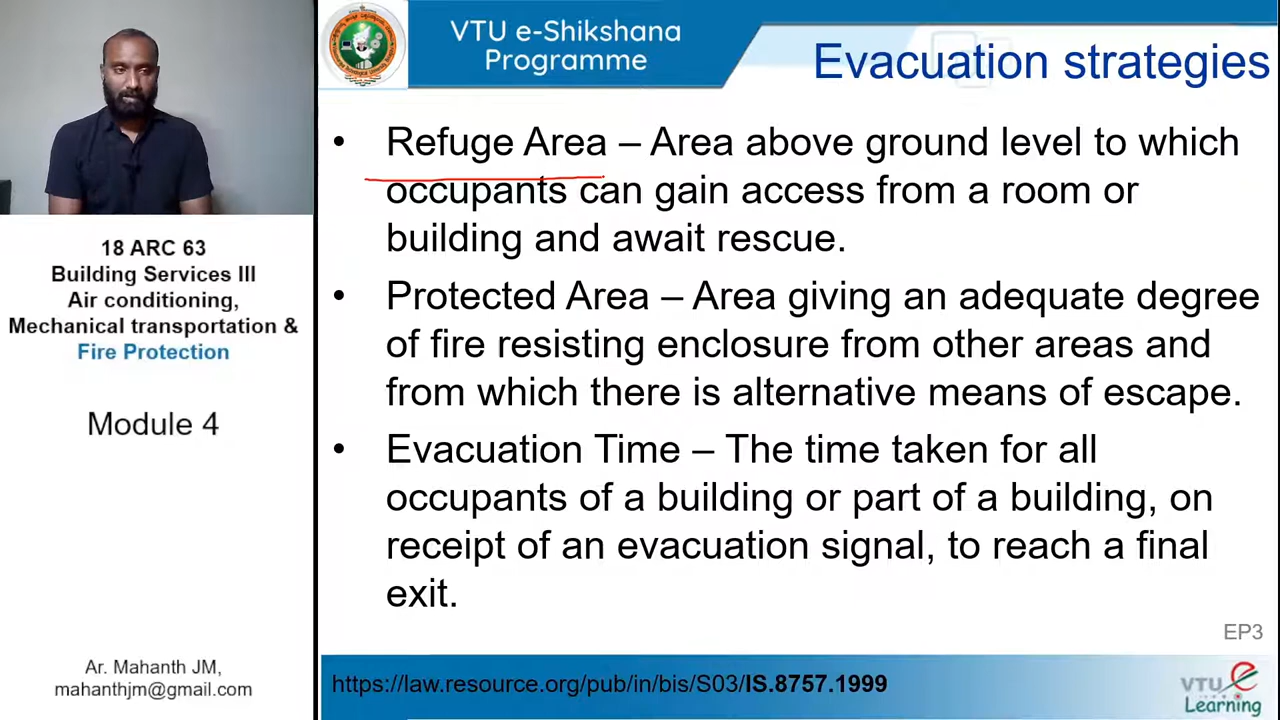 VTU e-Shikshana
Programme
Evacuation strategies
• Refuge Area – Area above ground level to which
occupants can gain access from a room or
building and await rescue.
• Protected Area – Area giving an adequate degree
of fire resisting enclosure from other areas and
from which there is alternative means of escape.
• Evacuation Time – The time taken for all
occupants of a building or part of a building, on
receipt of an evacuation signal, to reach a final
exit.
EP3
18 ARC 63
Building Services III
Air conditioning,
Mechanical transportation &
Fire Protection
Module 4
Ar. Mahanth JM,
mahanthjm@gmail.com
https://law.resource.org/pub/in/bis/S03/IS.8757.1999
VTU
Learning